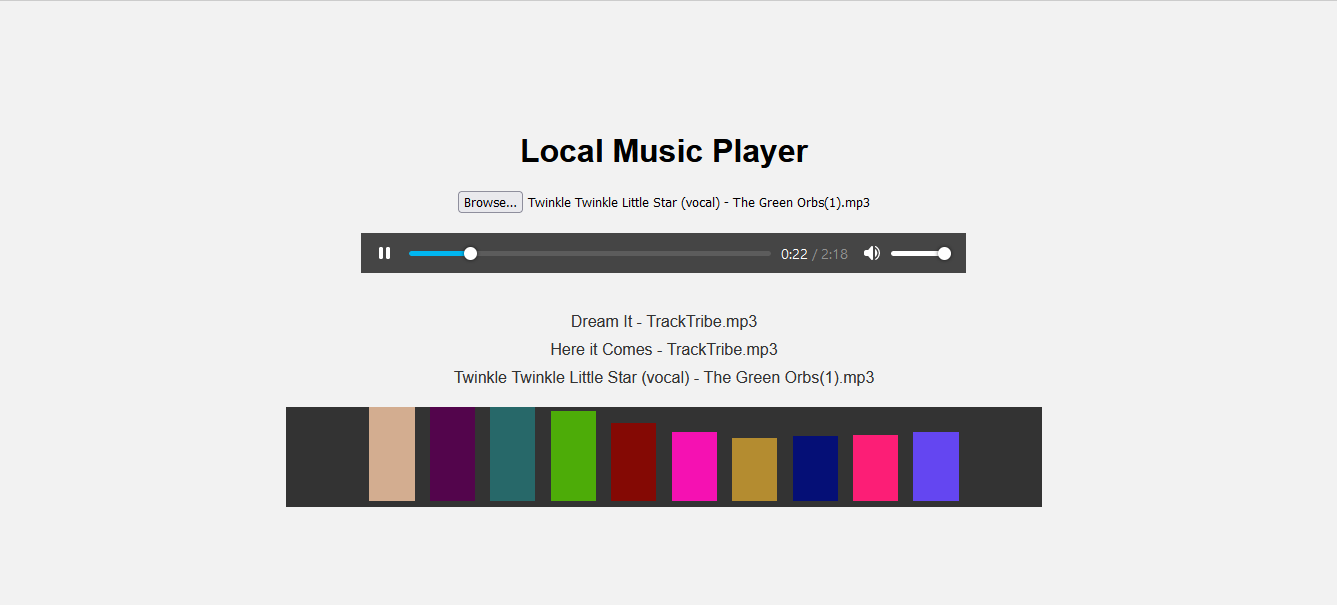 Local Music Player
Browse... Twinkle Twinkle Little Star (vocal) - The Green Orbs(1).mp3
0:22 / 2:18
Dream It - TrackTribe.mp3
Here it Comes - TrackTribe.mp3
Twinkle Twinkle Little Star (vocal) - The Green Orbs(1).mp3